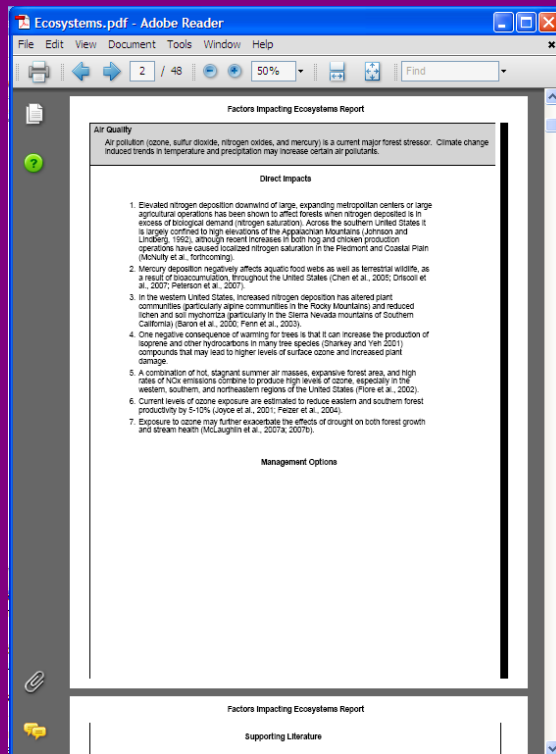 Ecosystems.pdf - Adobe Reader
File Edit View Document Tools Window Help
2 / 48 50% Find
Factors Impacting Ecosystems Report
Air Quality
Air pollution (ozone, sulfur dioxide, nitrogen oxides, and mercury) is a current major forest stressor. Climate change
induced trends in temperature and precipitation may increase certain air pollutants.
Direct Impacts
1. Elevated nitrogen deposition downwind of large, expanding metropolitan centers or large
agricultural operations has been shown to affect forests when nitrogen deposited is in
excess of biological demand (nitrogen saturation). Across the southern United States it
is largely confined to high elevations of the Appalachian Mountains (Johnson and
Lindberg, 1992), although recent increases in both hog and chicken production
operations have caused localized nitrogen saturation in the Piedmont and Coastal Plain
(McNulty et al., forthcoming).
2. Mercury deposition negatively affects aquatic food webs as well as terrestrial wildlife, as
a result of bioaccumulation, throughout the United States (Chen et al., 2005; Driscoll et
al., 2007; Peterson et al., 2007).
3. In the western United States, increased nitrogen deposition has altered plant
communities (particularly alpine communities in the Rocky Mountains) and reduced
lichen and soil mychorriza (particularly in the Sierra Nevada mountains of Southern
California) (Baron et al., 2000; Fenn et al., 2003).
4. One negative consequence of warming for trees is that it can increase the production of
isoprene and other hydrocarbons in many tree species (Sharkey and Yeh 2001)
compounds that may lead to higher levels of surface ozone and increased plant
damage.
5. A combination of hot, stagnant summer air masses, expansive forest area, and high
rates of NOx emissions combine to produce high levels of ozone, especially in the
western, southern, and northeastern regions of the United States (Fiore et al., 2002).
6. Current levels of ozone exposure are estimated to reduce eastern and southern forest
productivity by 5-10% (Joyce et al., 2001; Felzer et al., 2004).
7. Exposure to ozone may further exacerbate the effects of drought on both forest growth
and stream health (McLaughlin et al., 2007a; 2007b).
Management Options
Factors Impacting Ecosystems Report
Supporting Literature